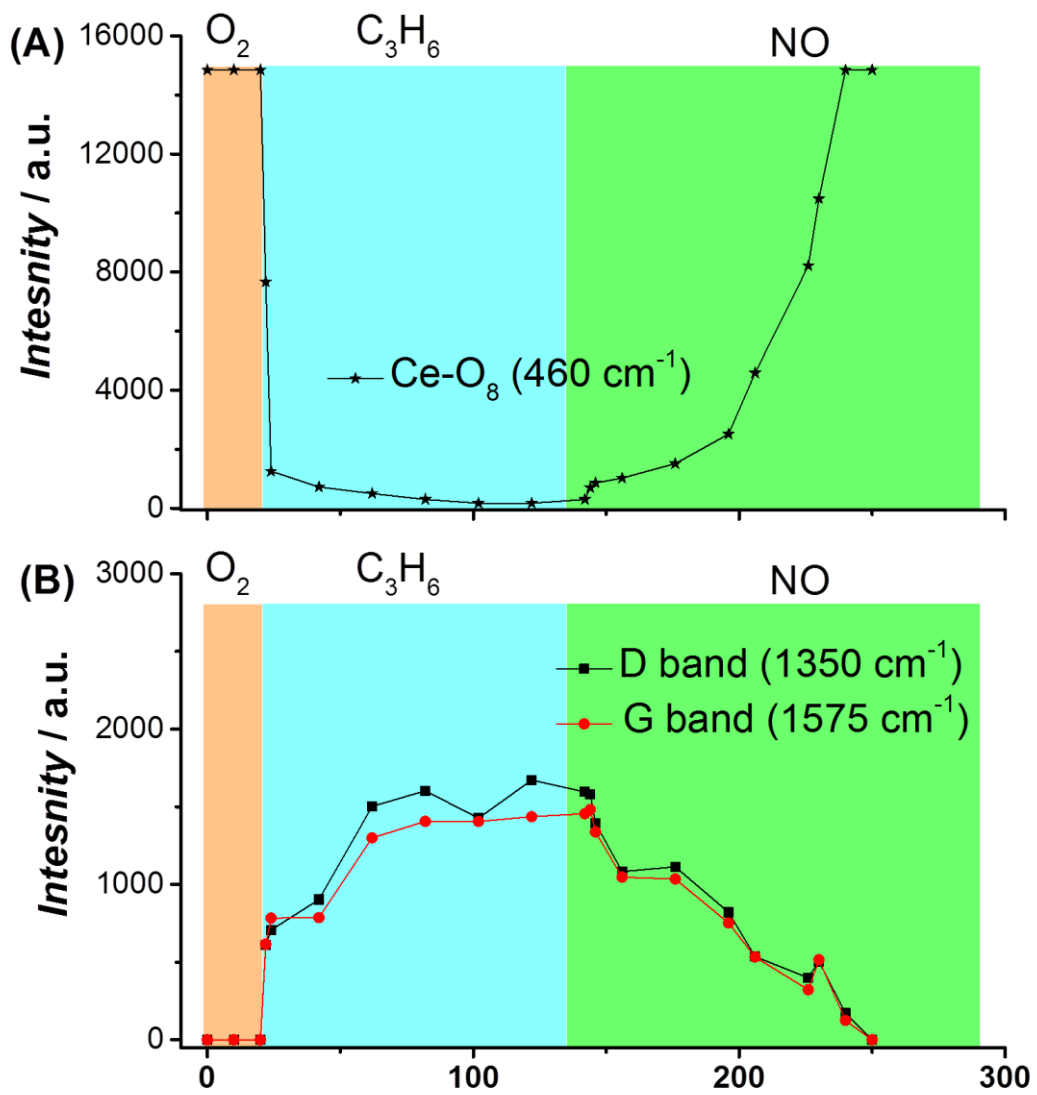 (A) O₂ C₃H₆ NO
16000
12000
8000
4000
0
Intesnity / a.u.
Ce-O₈ (460 cm⁻¹)
(B) O₂ C₃H₆ NO
3000
2000
1000
0
Intesnity / a.u.
D band (1350 cm⁻¹)
G band (1575 cm⁻¹)
0 100 200 300